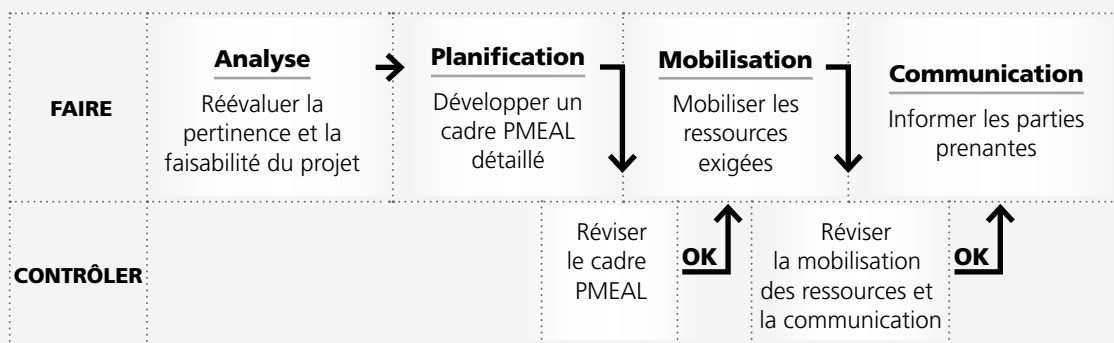 FAIRE
Analyse
Réévaluer la
pertinence et la
faisabilité du projet
Planification
Développer un
cadre PMEAL
détaillé
Mobilisation
Mobiliser les
ressources
exigées
Communication
Informer les parties
prenantes
CONTRÔLER
Réviser
le cadre
PMEAL
OK
Réviser
la mobilisation
des ressources et
la communication
OK